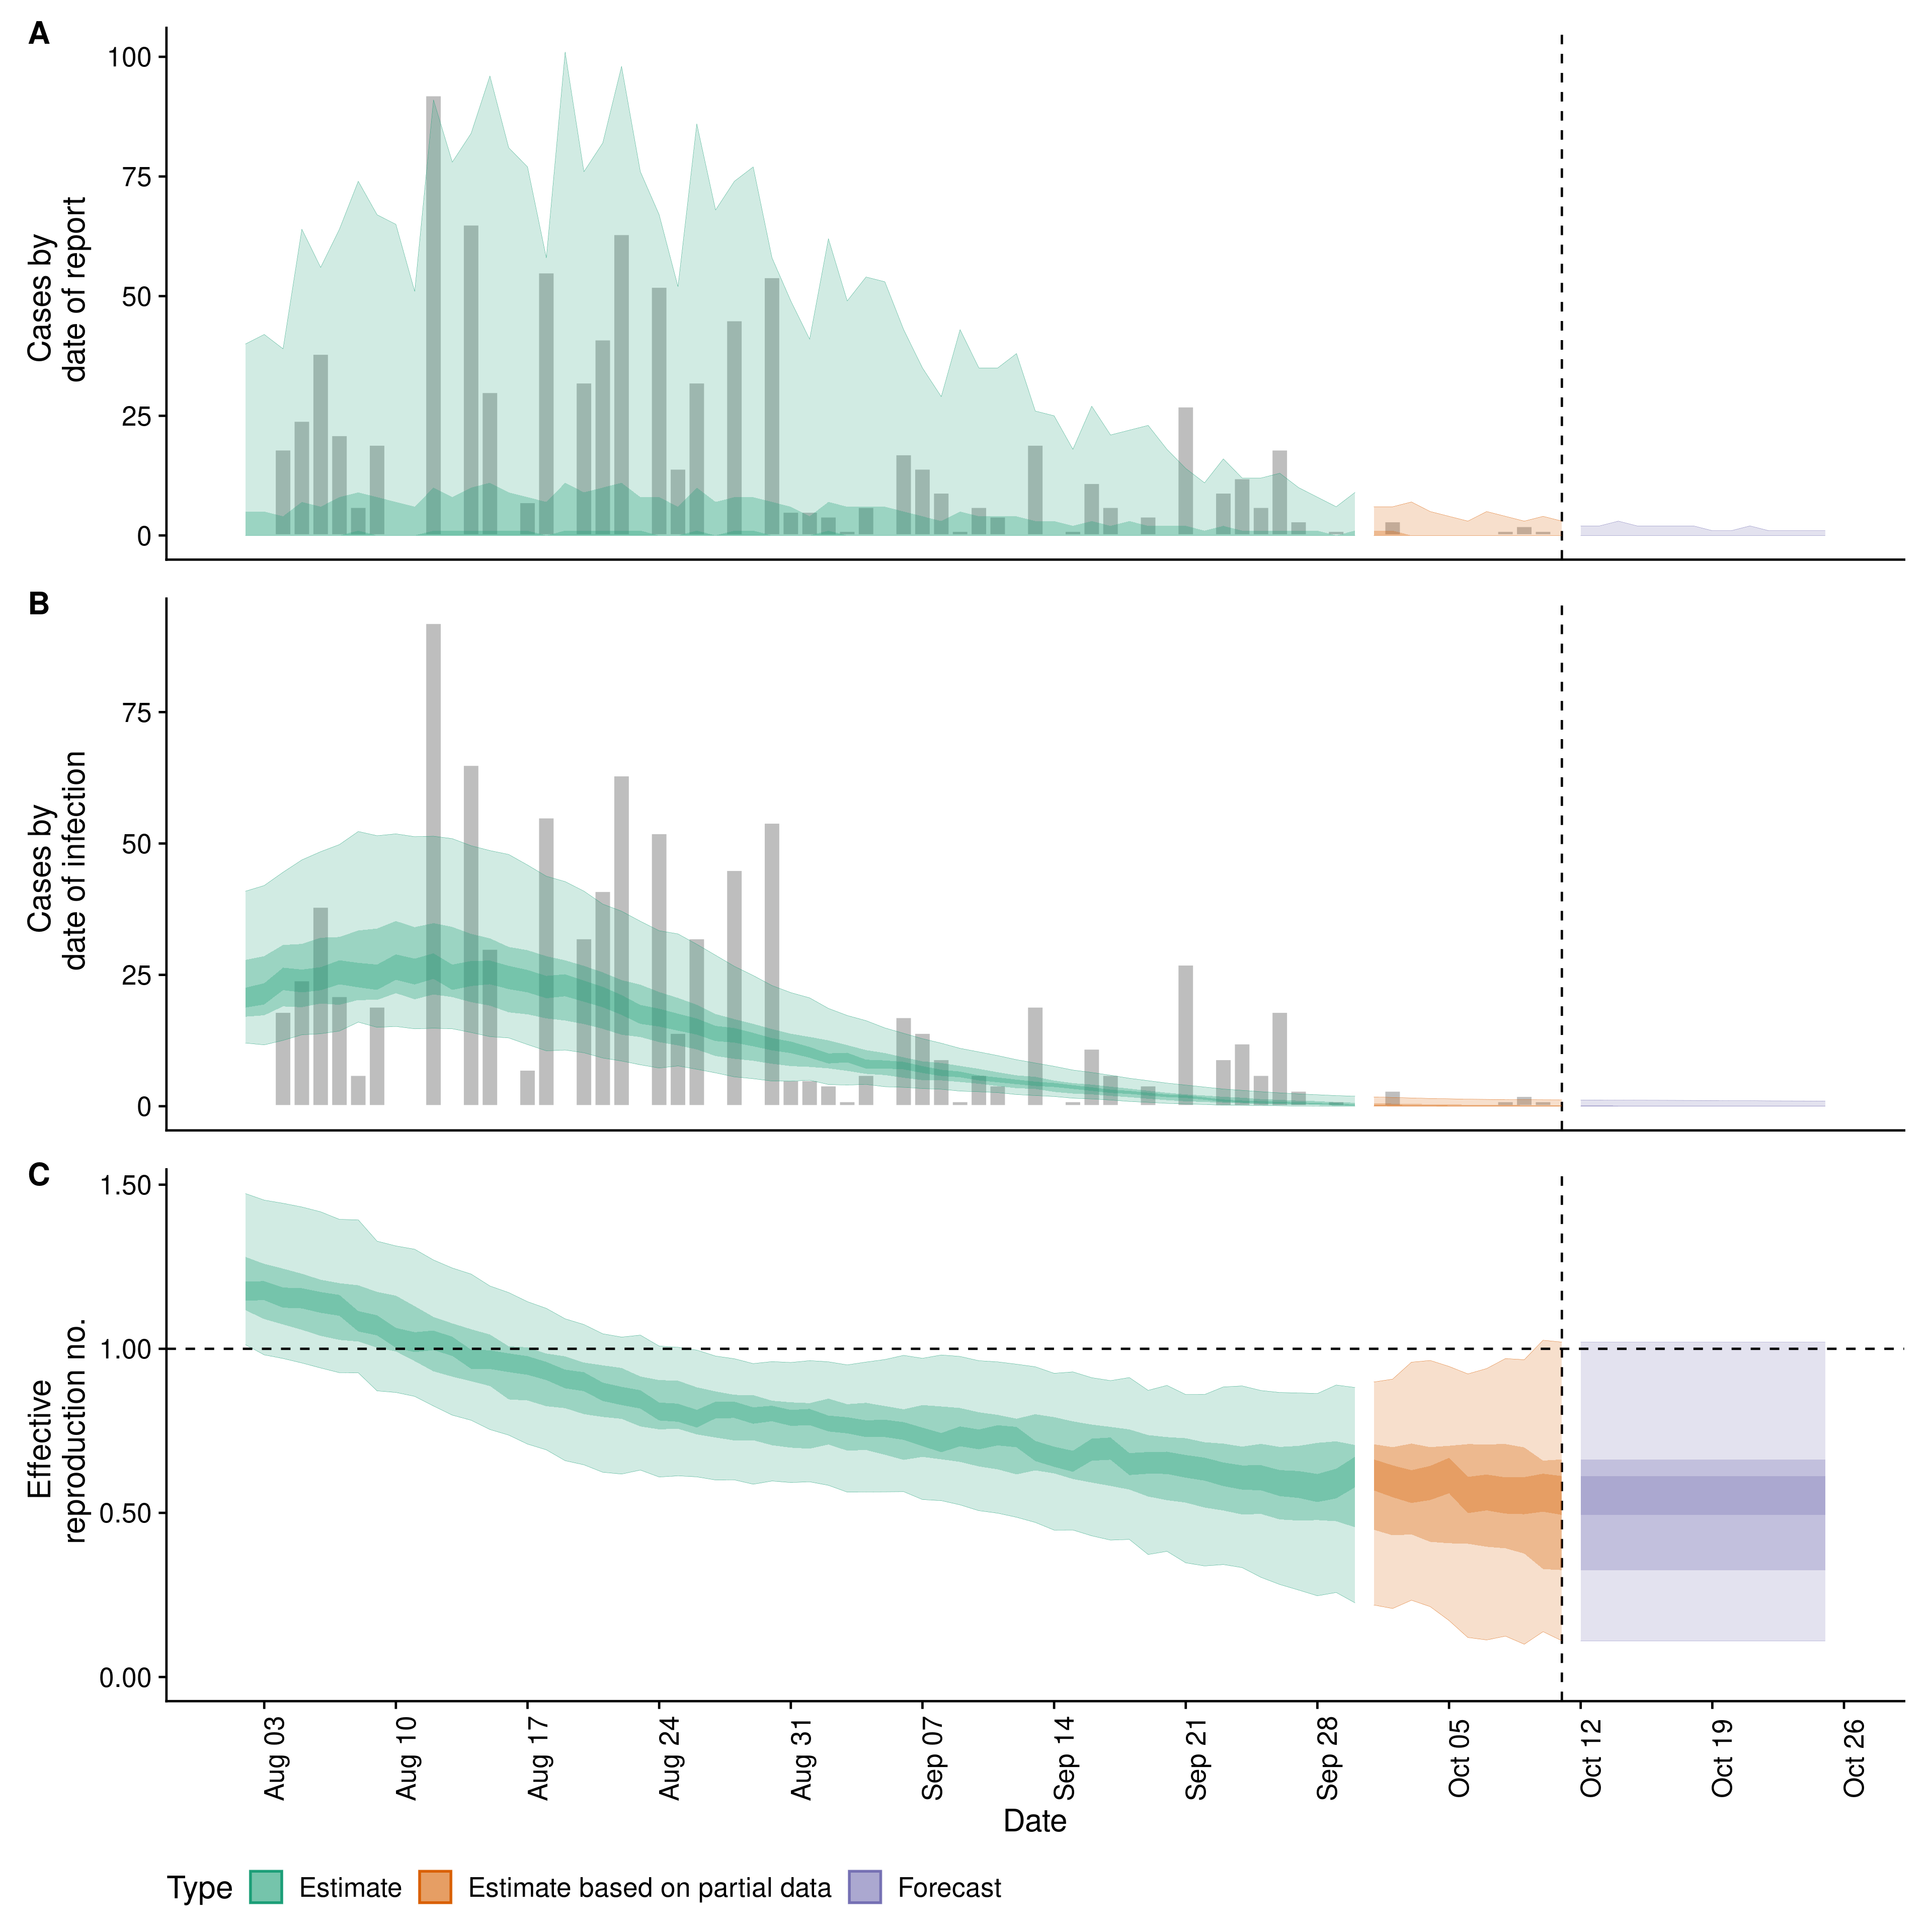 A
Cases by
date of report
100
75
50
25
0
B
Cases by
date of infection
75
50
25
0
C
Effective
reproduction no.
1.50
1.00
0.50
0.00
Aug 03
Aug 10
Aug 17
Aug 24
Aug 31
Sep 07
Sep 14
Sep 21
Sep 28
Oct 05
Oct 12
Oct 19
Oct 26
Date
Type Estimate Estimate based on partial data Forecast